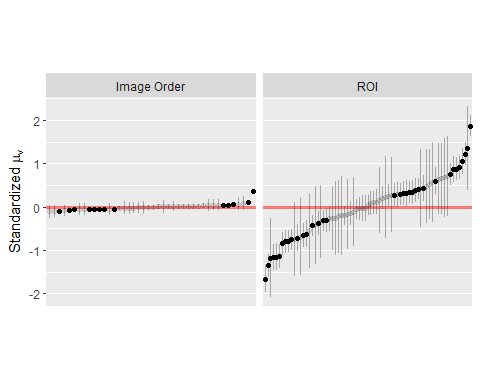 Image Order
ROI
Standardized μᵥ
2
1
0
-1
-2